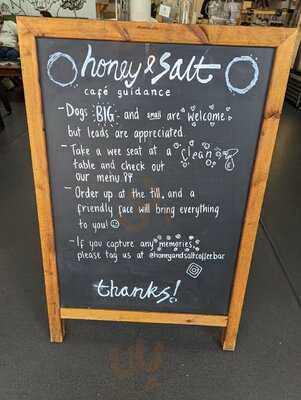 honey & salt
café guidance
- Dogs BIG - and small are welcome
but leads are appreciated.
- Take a wee seat at a clean
table and check out
our menu
- Order up at the till, and a
friendly face will bring everything
to you! ☺
- If you capture any memories,
please tag us at @honeyandsaltcoffeebar
thanks!